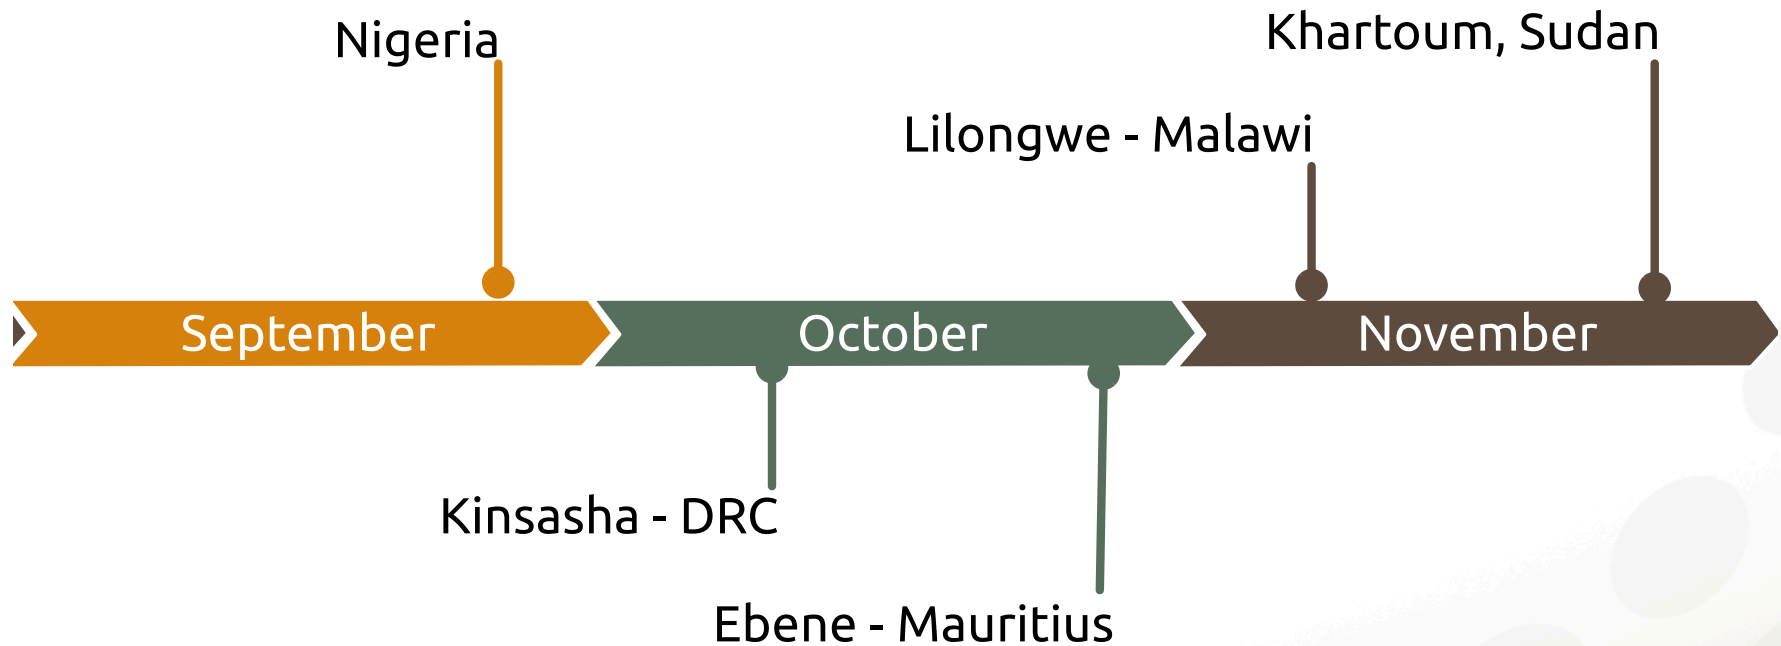 Nigeria
Khartoum, Sudan
Lilongwe - Malawi
September
October
November
Kinsasha - DRC
Ebene - Mauritius